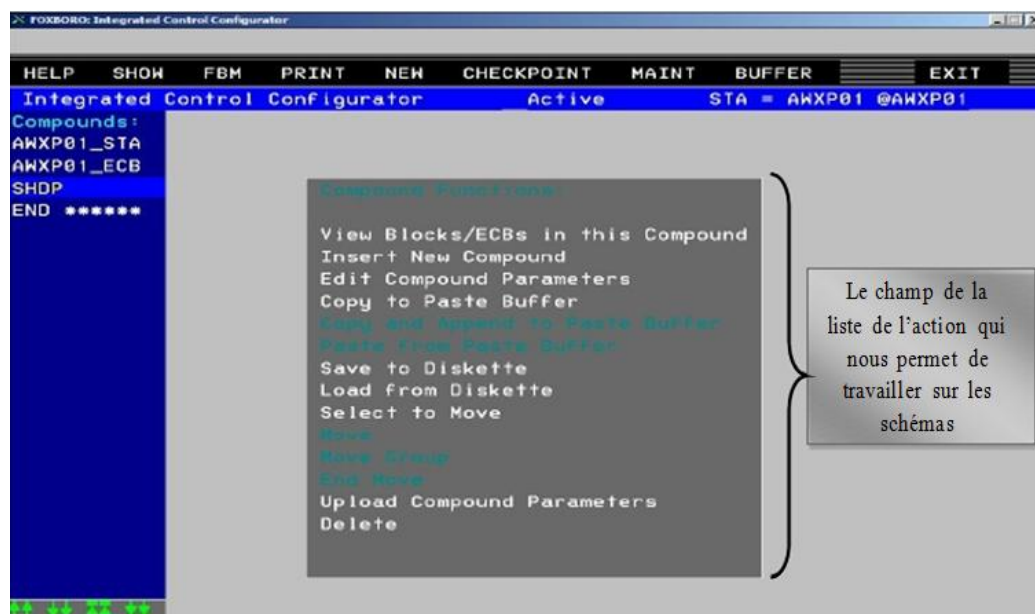 FOXBORO: Integrated Control Configurator
HELP SHOW FBM PRINT NEW CHECKPOINT MAINT BUFFER EXIT
Integrated Control Configurator Active STA = AWXP01 @AWXP01
Compounds:
AWXP01_STA
AWXP01_ECB
SHDP
END ******
Compound Functions:
View Blocks/ECBs in this Compound
Insert New Compound
Edit Compound Parameters
Copy to Paste Buffer
Copy and Append to Paste Buffer
Paste from Paste Buffer
Save to Diskette
Load from Diskette
Select to Move
Move
Move Group
End Move
Upload Compound Parameters
Delete
Le champ de la
liste de l’action qui
nous permet de
travailler sur les
schémas